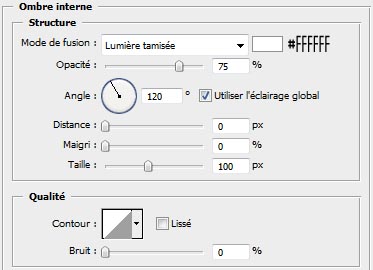 Ombre interne
Structure
Mode de fusion : Lumière tamisée #FFFFFF
Opacité : 75 %
Angle : 120 ° Utiliser l'éclairage global
Distance : 0 px
Maigri : 0 %
Taille : 100 px
Qualité
Contour : Lissé
Bruit : 0 %